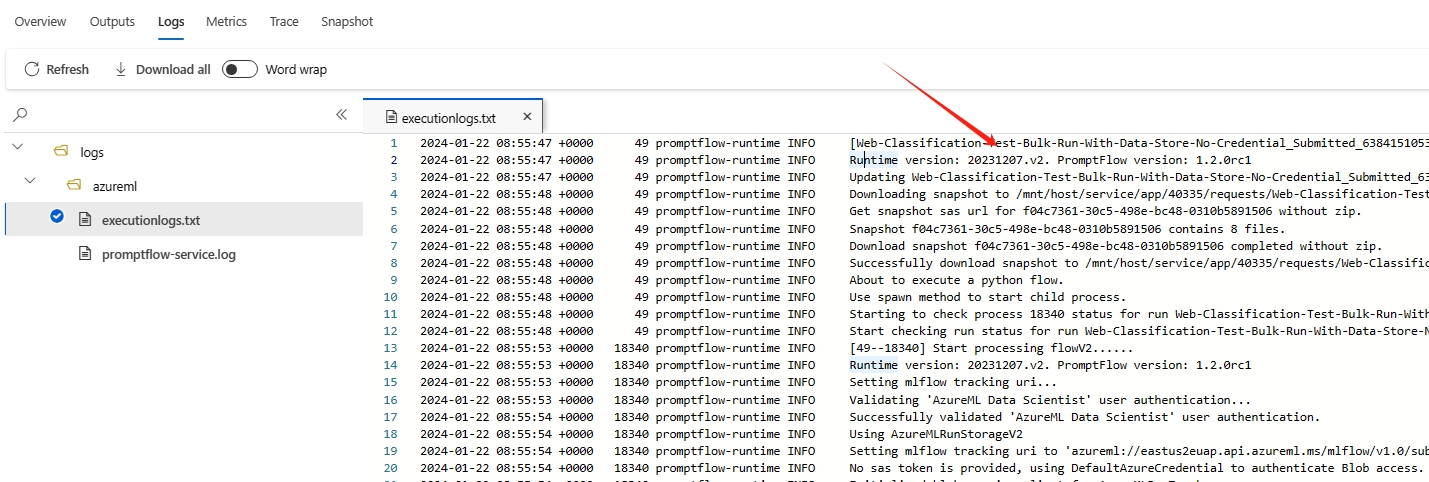 Overview Outputs Logs Metrics Trace Snapshot
Refresh Download all Word wrap
executionlogs.txt
logs
azureml
executionlogs.txt
promptflow-service.log
1 2024-01-22 08:55:47 +0000 49 promptflow-runtime INFO [Web-Classification-Test-Bulk-Run-With-Data-Store-No-Credential_Submitted_6384151053
2 2024-01-22 08:55:47 +0000 49 promptflow-runtime INFO Runtime version: 20231207.v2. PromptFlow version: 1.2.0rc1
3 2024-01-22 08:55:47 +0000 49 promptflow-runtime INFO Updating Web-Classification-Test-Bulk-Run-With-Data-Store-No-Credential_Submitted_63
4 2024-01-22 08:55:48 +0000 49 promptflow-runtime INFO Downloading snapshot to /mnt/host/service/app/40335/requests/Web-Classification-Test
5 2024-01-22 08:55:48 +0000 49 promptflow-runtime INFO Get snapshot sas url for f04c7361-30c5-498e-bc48-0310b5891506 without zip.
6 2024-01-22 08:55:48 +0000 49 promptflow-runtime INFO Snapshot f04c7361-30c5-498e-bc48-0310b5891506 contains 8 files.
7 2024-01-22 08:55:48 +0000 49 promptflow-runtime INFO Download snapshot f04c7361-30c5-498e-bc48-0310b5891506 completed without zip.
8 2024-01-22 08:55:48 +0000 49 promptflow-runtime INFO Successfully download snapshot to /mnt/host/service/app/40335/requests/Web-Classific
9 2024-01-22 08:55:48 +0000 49 promptflow-runtime INFO About to execute a python flow.
10 2024-01-22 08:55:48 +0000 49 promptflow-runtime INFO Use spawn method to start child process.
11 2024-01-22 08:55:48 +0000 49 promptflow-runtime INFO Starting to check process 18340 status for run Web-Classification-Test-Bulk-Run-With
12 2024-01-22 08:55:48 +0000 49 promptflow-runtime INFO Start checking run status for run Web-Classification-Test-Bulk-Run-With-Data-Store-N
13 2024-01-22 08:55:53 +0000 18340 promptflow-runtime INFO [49--18340] Start processing flowV2......
14 2024-01-22 08:55:53 +0000 18340 promptflow-runtime INFO Runtime version: 20231207.v2. PromptFlow version: 1.2.0rc1
15 2024-01-22 08:55:53 +0000 18340 promptflow-runtime INFO Setting mlflow tracking uri...
16 2024-01-22 08:55:53 +0000 18340 promptflow-runtime INFO Validating 'AzureML Data Scientist' user authentication...
17 2024-01-22 08:55:54 +0000 18340 promptflow-runtime INFO Successfully validated 'AzureML Data Scientist' user authentication.
18 2024-01-22 08:55:54 +0000 18340 promptflow-runtime INFO Using AzureMLRunStorageV2
19 2024-01-22 08:55:54 +0000 18340 promptflow-runtime INFO Setting mlflow tracking uri to 'azureml://eastus2euap.api.azureml.ms/mlflow/v1.0/sub
20 2024-01-22 08:55:54 +0000 18340 promptflow-runtime INFO No sas token is provided, using DefaultAzureCredential to authenticate Blob access.